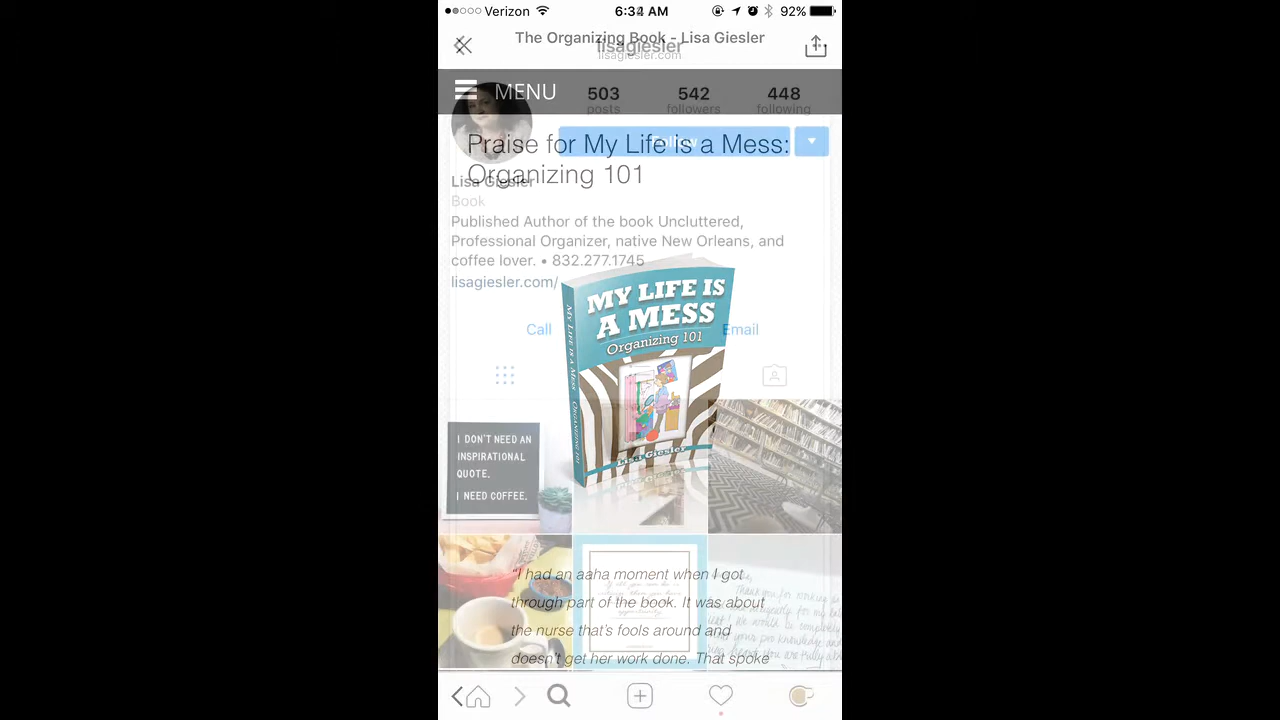 Verizon 6:34 AM 92%
The Organizing Book - Lisa Giesler
lisagiesler
lisagiesler.com
MENU
503 542 448
posts followers following
Follow
Praise for My Life is a Mess:
Organizing 101
Lisa Giesler
Book
Published Author of the book Uncluttered,
Professional Organizer, native New Orleans, and
coffee lover. • 832.277.1745
lisagiesler.com/
Call Email
MY LIFE IS
A MESS
Organizing 101
My Life is a Mess Organizing 101
Lisa Giesler
I DON'T NEED AN
INSPIRATIONAL
QUOTE.
I NEED COFFEE.
"I had an aaha moment when I got
through part of the book. It was about
the nurse that's fools around and
doesn't get her work done. That spoke